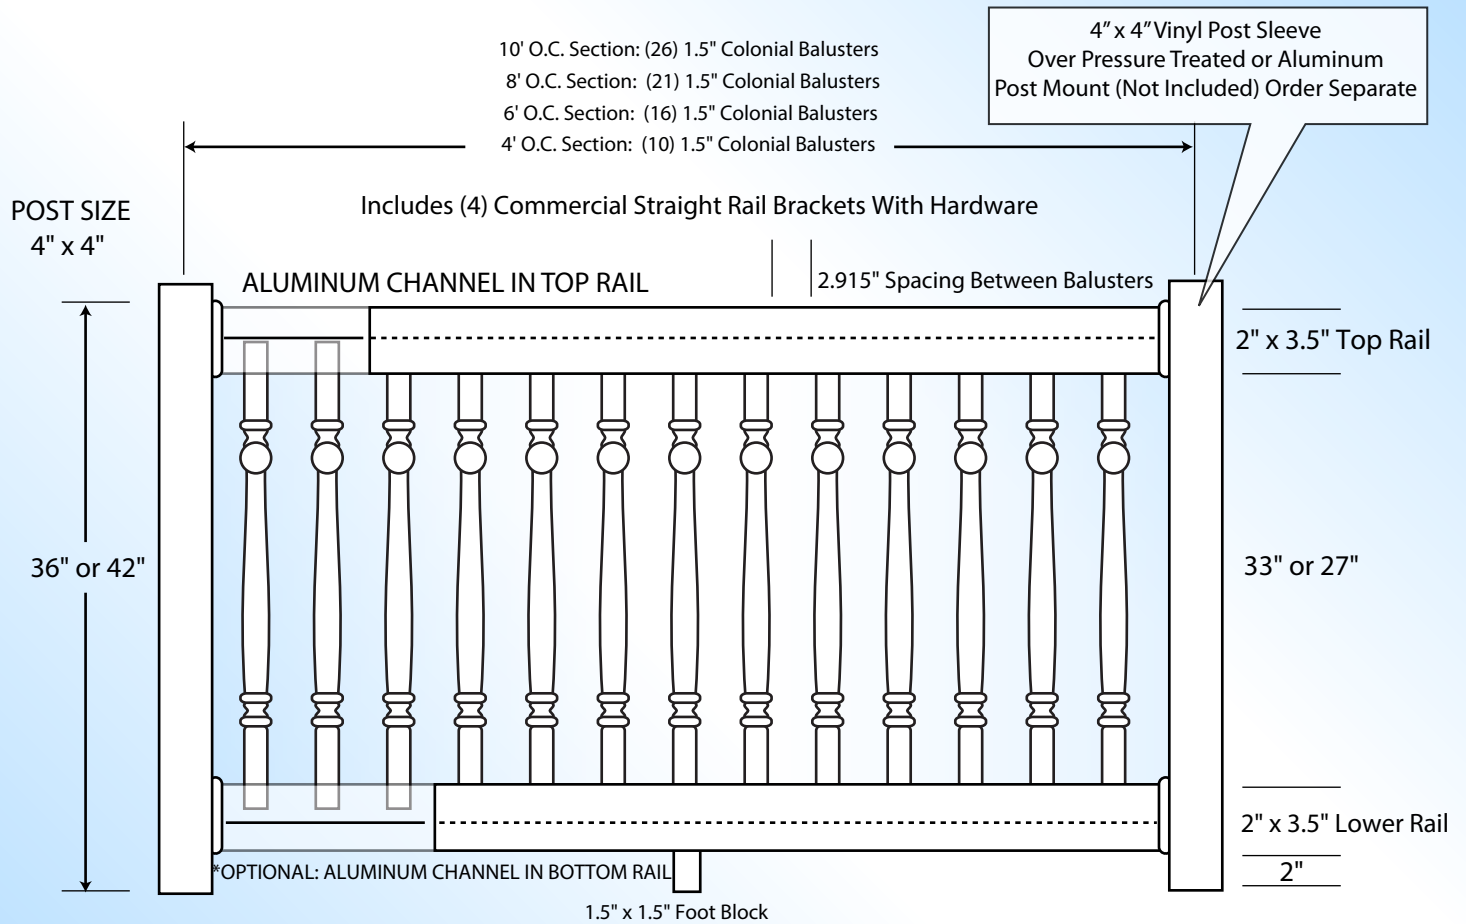 10' O.C. Section: (26) 1.5" Colonial Balusters
8' O.C. Section: (21) 1.5" Colonial Balusters
6' O.C. Section: (16) 1.5" Colonial Balusters
4' O.C. Section: (10) 1.5" Colonial Balusters
4” x 4” Vinyl Post Sleeve
Over Pressure Treated or Aluminum
Post Mount (Not Included) Order Separate
POST SIZE
4" x 4"
Includes (4) Commercial Straight Rail Brackets With Hardware
ALUMINUM CHANNEL IN TOP RAIL
2.915" Spacing Between Balusters
2" x 3.5" Top Rail
36" or 42"
33" or 27"
2" x 3.5" Lower Rail
*OPTIONAL: ALUMINUM CHANNEL IN BOTTOM RAIL
2"
1.5" x 1.5" Foot Block